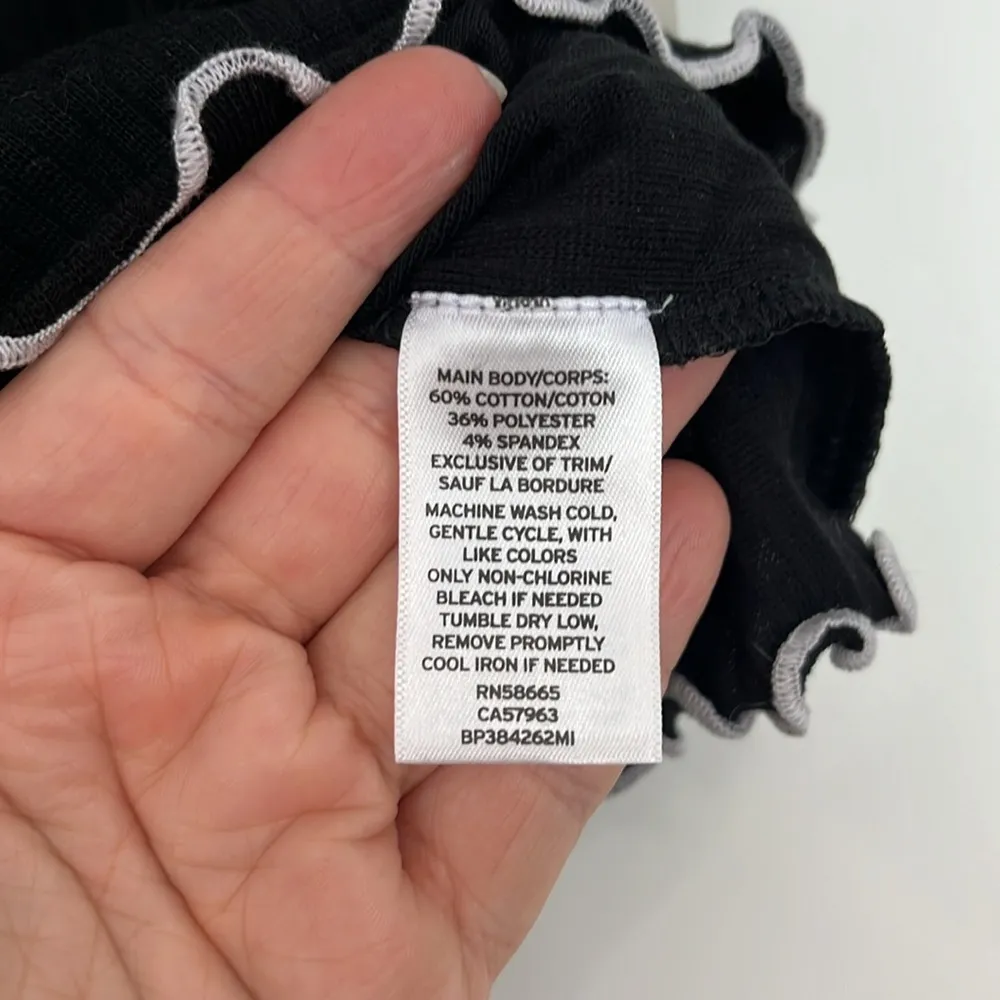 MAIN BODY/CORPS:
60% COTTON/COTON
36% POLYESTER
4% SPANDEX
EXCLUSIVE OF TRIM/
SAUF LA BORDURE
MACHINE WASH COLD,
GENTLE CYCLE, WITH
LIKE COLORS
ONLY NON-CHLORINE
BLEACH IF NEEDED
TUMBLE DRY LOW,
REMOVE PROMPTLY
COOL IRON IF NEEDED
RN58665
CA57963
BP384262MI